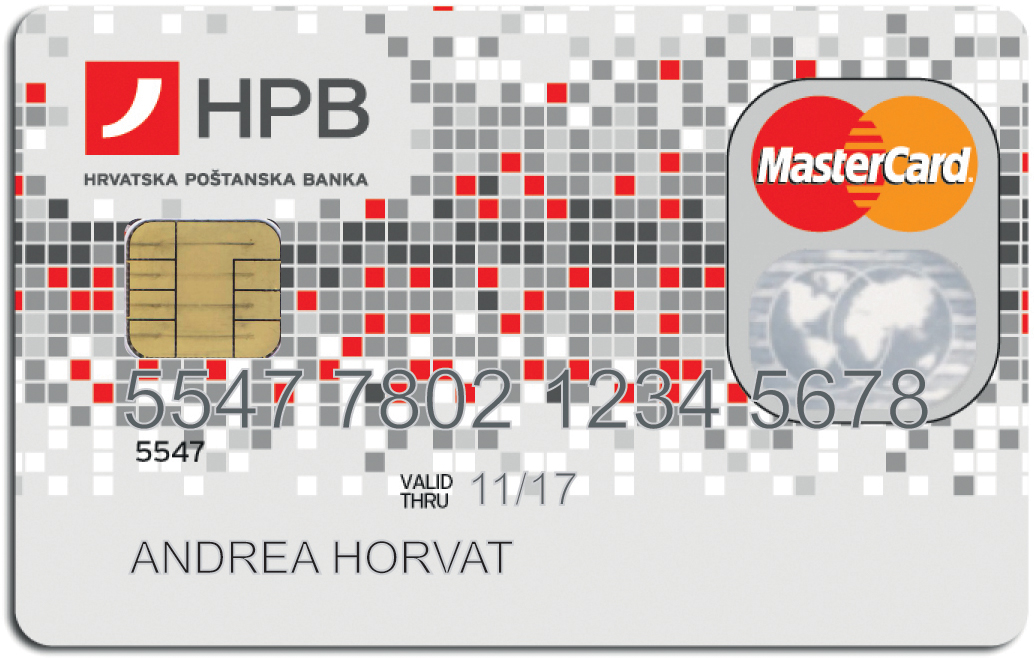 HPB
HRVATSKA POŠTANSKA BANKA
MasterCard.
5547 7802 1234 5678
5547
VALID THRU 11/17
ANDREA HORVAT